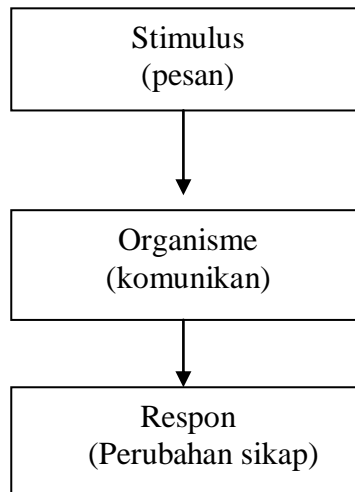 Stimulus
(pesan)
Organisme
(komunikan)
Respon
(Perubahan sikap)